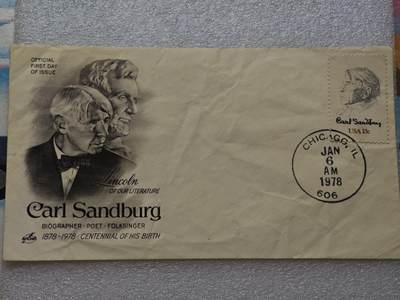 OFFICIAL
FIRST DAY
OF ISSUE
Lincoln
OF OUR LITERATURE
Carl Sandburg
BIOGRAPHER · POET · FOLKSINGER
1878-1978 · CENTENNIAL OF HIS BIRTH
Carl Sandburg
USA 13c
CHICAGO, IL
JAN
6
AM
1978
606